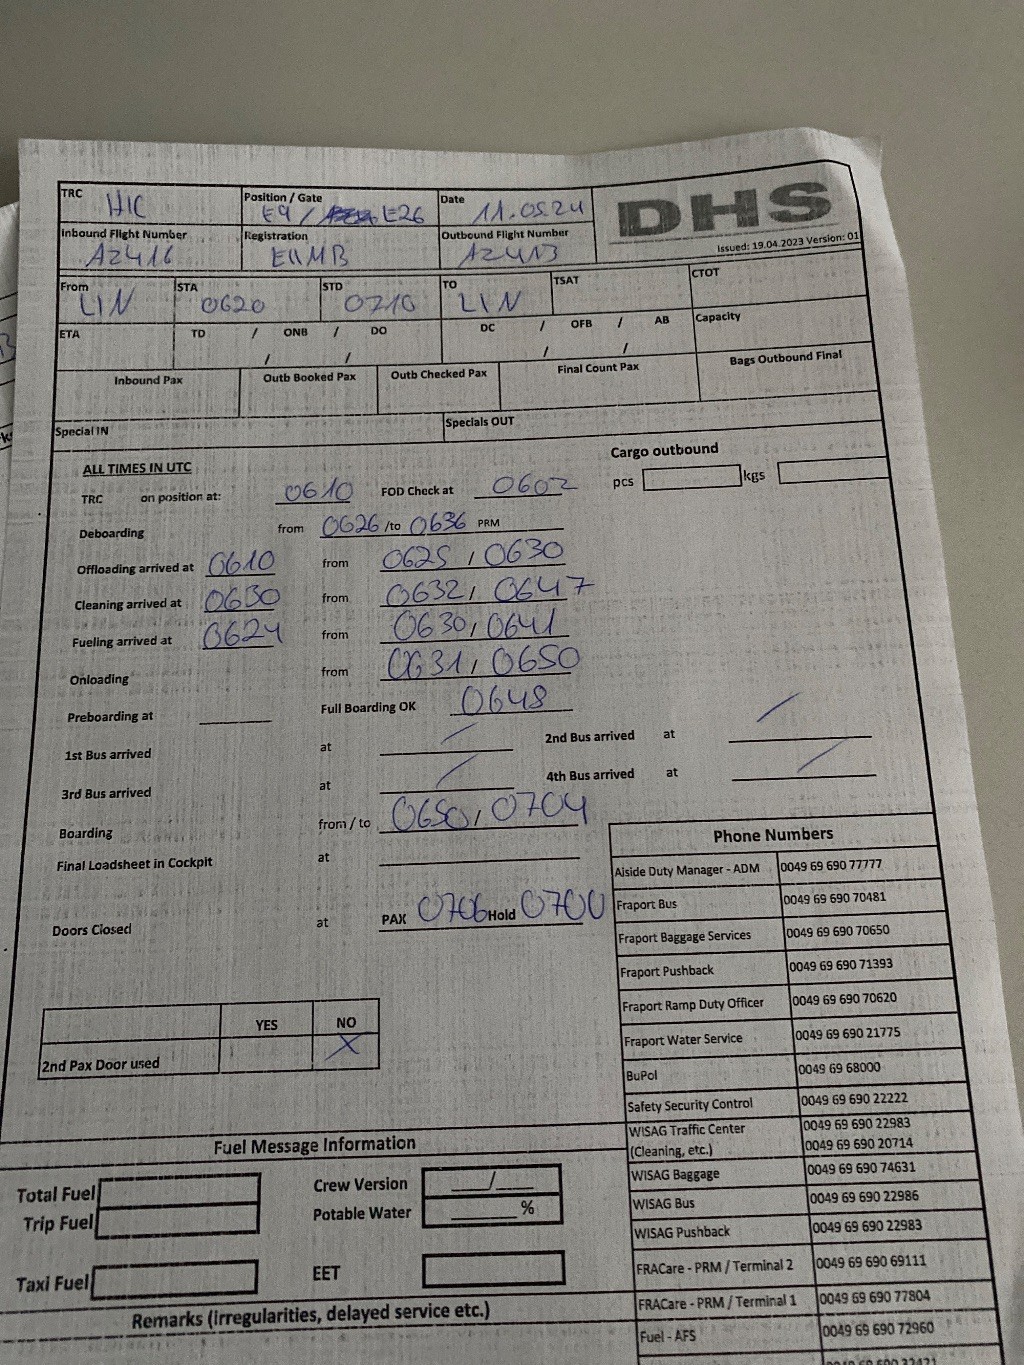 TRC HIC Position / Gate E9 / E26 Date 11.05.24 DHS
Issued: 19.04.2023 Version: 01
Inbound Flight Number AZ416 Registration EIIMB Outbound Flight Number AZ413
From LIN STA 0620 STD 0710 TO LIN TSAT CTOT
ETA TD / ONB / DO DC / OFB / AB Capacity
/ / / /
Inbound Pax Outb Booked Pax Outb Checked Pax Final Count Pax Bags Outbound Final
Special IN Specials OUT
ALL TIMES IN UTC Cargo outbound
TRC on position at: 0610 FOD Check at 0602 pcs kgs
Deboarding from 0626 /to 0636 PRM
Offloading arrived at 0610 from 0625 / 0630
Cleaning arrived at 0630 from 0632 / 0647
Fueling arrived at 0624 from 0630 / 0641
Onloading from 0631 / 0650
Preboarding at Full Boarding OK 0648
1st Bus arrived at / 2nd Bus arrived at /
3rd Bus arrived at / 4th Bus arrived at /
Boarding from / to 0650 / 0704
Final Loadsheet in Cockpit at
Doors Closed at PAX 0706 Hold 0700
YES NO
2nd Pax Door used X
Phone Numbers
Aiside Duty Manager - ADM 0049 69 690 77777
Fraport Bus 0049 69 690 70481
Fraport Baggage Services 0049 69 690 70650
Fraport Pushback 0049 69 690 71393
Fraport Ramp Duty Officer 0049 69 690 70620
Fraport Water Service 0049 69 690 21775
BuPol 0049 69 68000
Safety Security Control 0049 69 690 22222
WISAG Traffic Center 0049 69 690 22983
(Cleaning, etc.) 0049 69 690 20714
WISAG Baggage 0049 69 690 74631
WISAG Bus 0049 69 690 22986
WISAG Pushback 0049 69 690 22983
FRACare - PRM / Terminal 2 0049 69 690 69111
FRACare - PRM / Terminal 1 0049 69 690 77804
Fuel - AFS 0049 69 690 72960
Fuel Message Information
Total Fuel Crew Version /
Trip Fuel Potable Water %
Taxi Fuel EET
Remarks (irregularities, delayed service etc.)